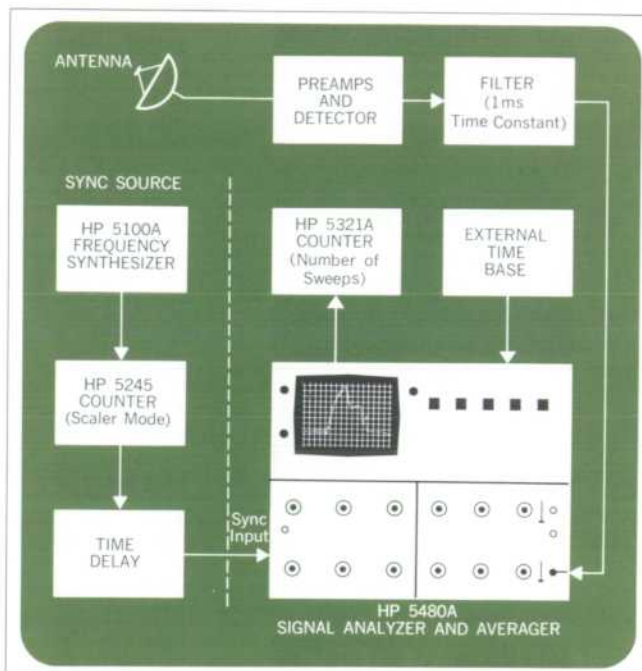 ANTENNA
PREAMPS
AND
DETECTOR
FILTER
(1ms
Time Constant)
SYNC SOURCE
HP 5100A
FREQUENCY
SYNTHESIZER
HP 5321A
COUNTER
(Number of
Sweeps)
EXTERNAL
TIME
BASE
HP 5245
COUNTER
(Scaler Mode)
TIME
DELAY
Sync
Input
HP 5480A
SIGNAL ANALYZER AND AVERAGER